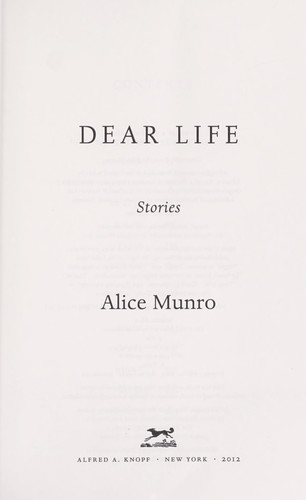 DEAR LIFE
Stories
Alice Munro
ALFRED A. KNOPF · NEW YORK · 2012